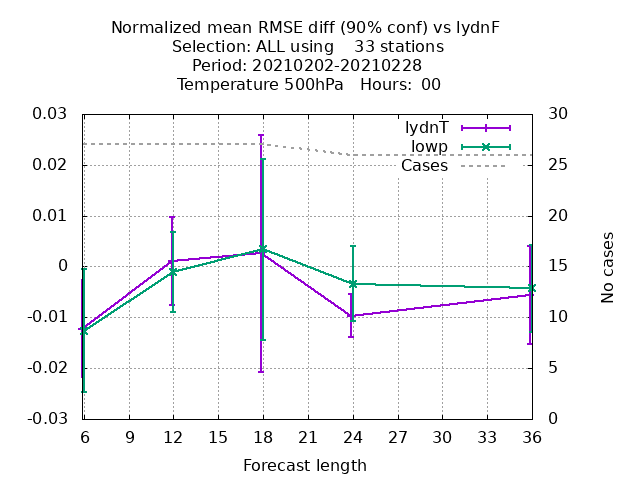 Normalized mean RMSE diff (90% conf) vs lydnF
Selection: ALL using    33 stations
Period: 20210202-20210228
Temperature 500hPa   Hours:  00
0.03
0.02
0.01
0
-0.01
-0.02
-0.03
30
25
20
15
10
5
0
lydnT
lowp
Cases
No cases
6 9 12 15 18 21 24 27 30 33 36
Forecast length